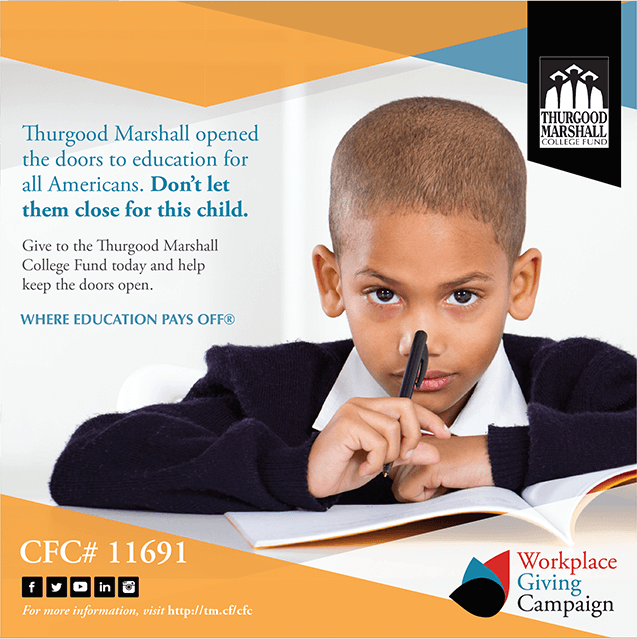 THURGOOD
MARSHALL
COLLEGE FUND
Thurgood Marshall opened
the doors to education for
all Americans. Don't let
them close for this child.
Give to the Thurgood Marshall
College Fund today and help
keep the doors open.
WHERE EDUCATION PAYS OFF®
CFC# 11691
For more information, visit http://tm.cf/cfc
Workplace
Giving
Campaign